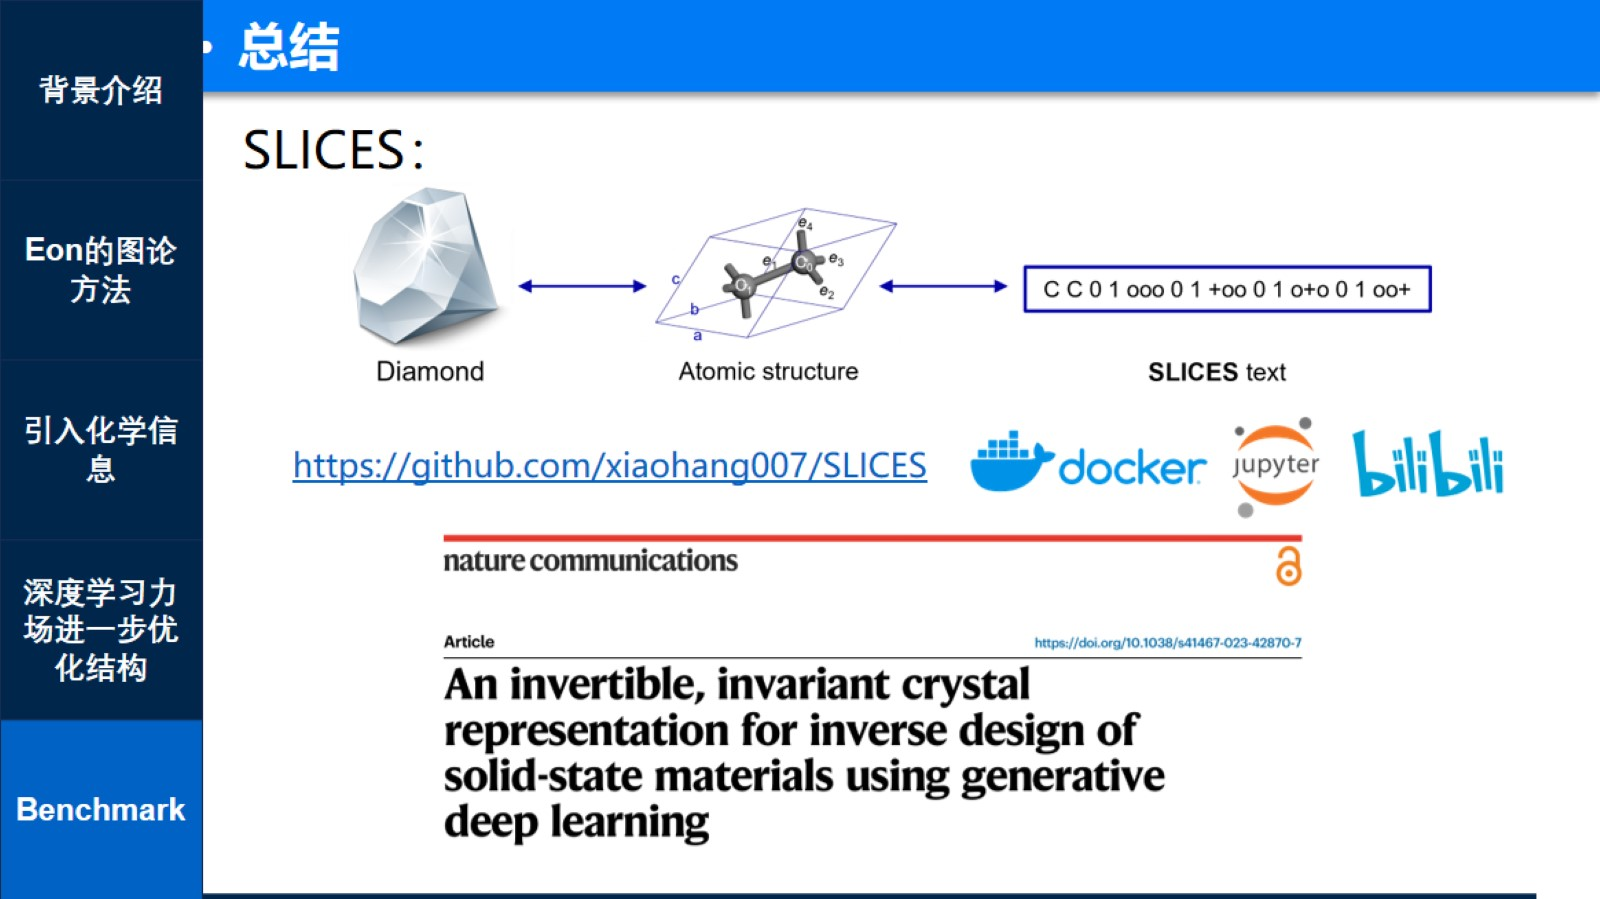 背景介绍
Eon的图论
方法
引入化学信
息
深度学习力
场进一步优
化结构
Benchmark
• 总结
SLICES：
e4
e1
C0
e3
C1
e2
c
b
a
C C 0 1 ooo 0 1 +oo 0 1 o+o 0 1 oo+
Diamond
Atomic structure
SLICES text
https://github.com/xiaohang007/SLICES
docker
jupyter
bilibili
nature communications
Article
https://doi.org/10.1038/s41467-023-42870-7
An invertible, invariant crystal
representation for inverse design of
solid-state materials using generative
deep learning